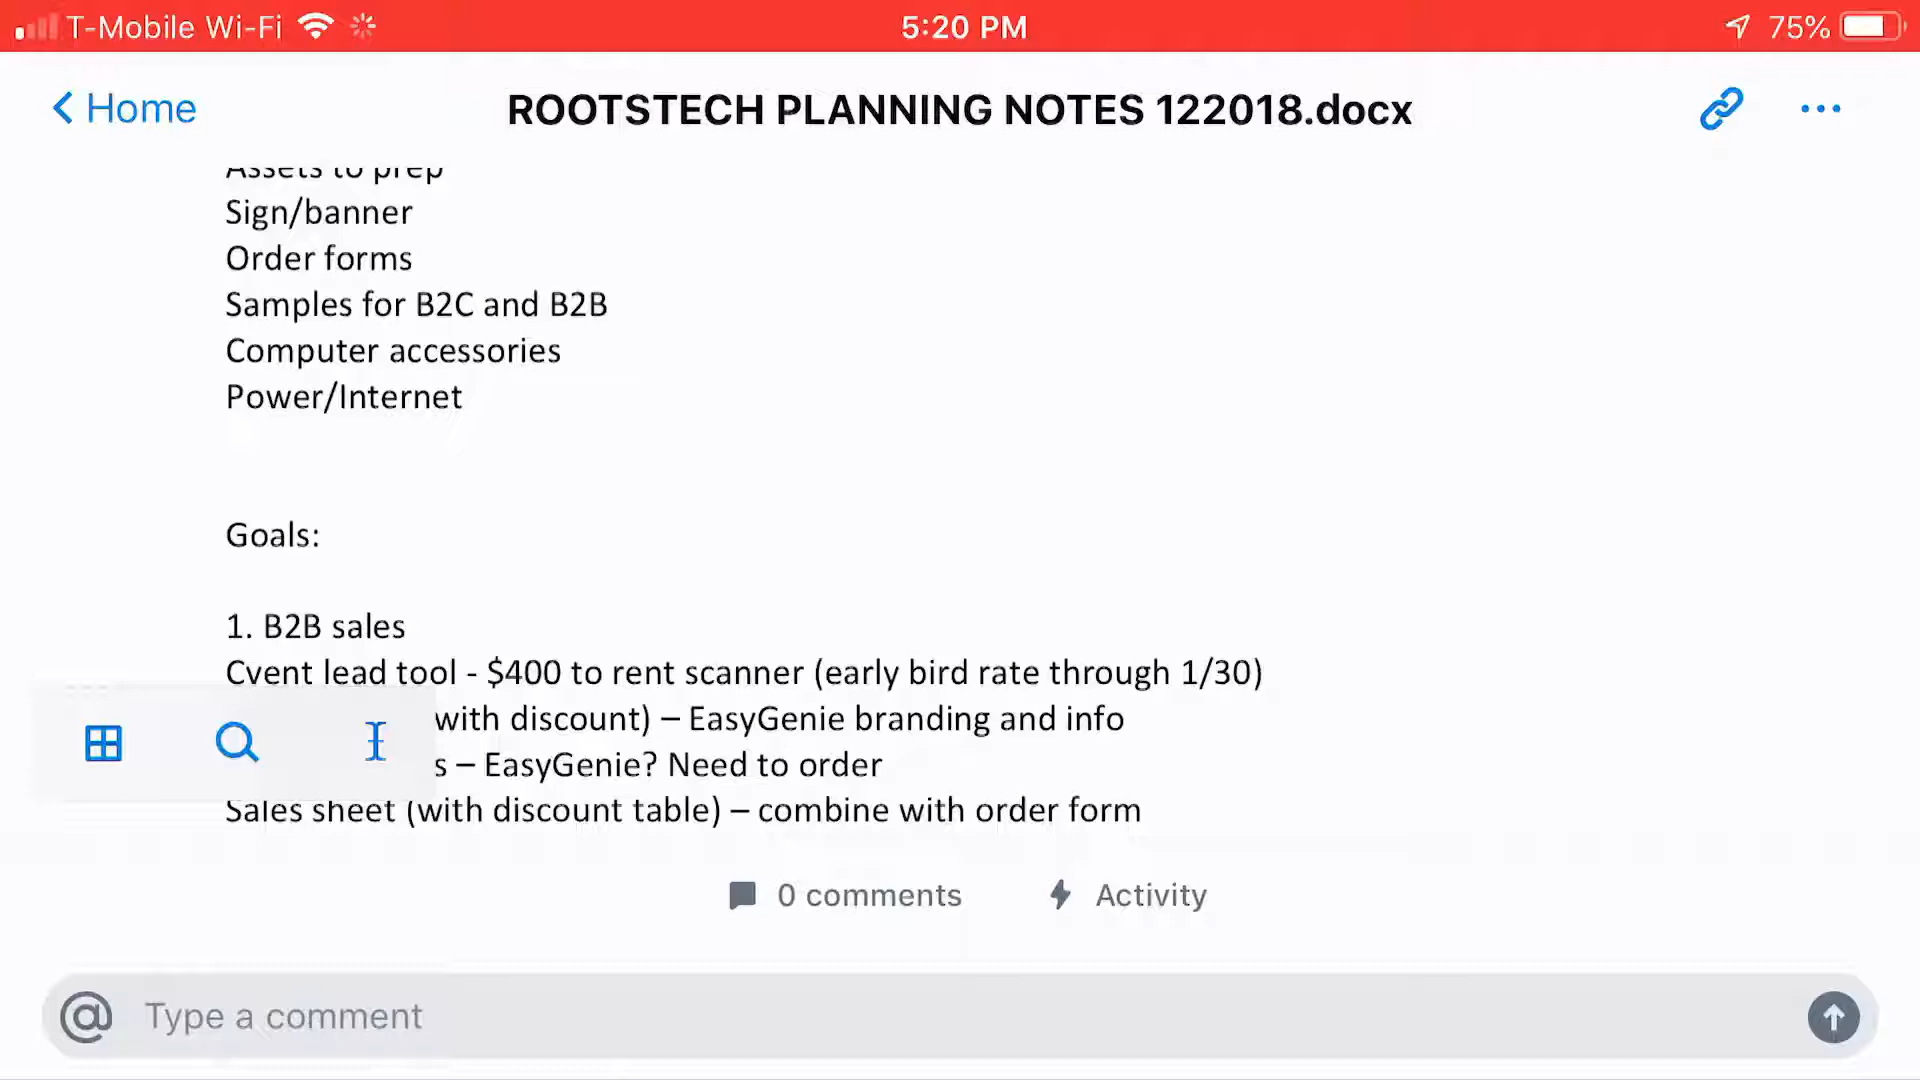 T-Mobile Wi-Fi 5:20 PM 75%
Home ROOTSTECH PLANNING NOTES 122018.docx
Assets to prep
Sign/banner
Order forms
Samples for B2C and B2B
Computer accessories
Power/Internet
Goals:
1. B2B sales
Cvent lead tool - $400 to rent scanner (early bird rate through 1/30)
with discount) – EasyGenie branding and info
s – EasyGenie? Need to order
Sales sheet (with discount table) – combine with order form
0 comments Activity
@ Type a comment